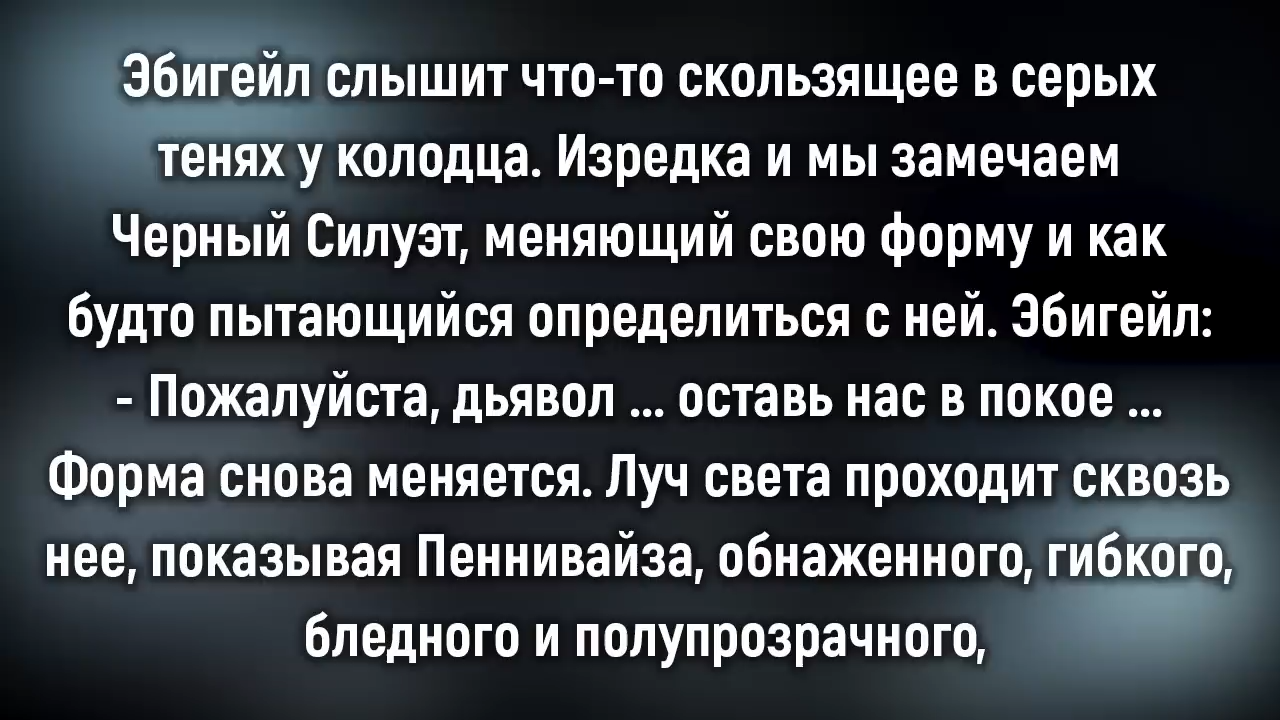 Эбигейл слышит что-то скользящее в серых
тенях у колодца. Изредка и мы замечаем
Черный Силуэт, меняющий свою форму и как
будто пытающийся определиться с ней. Эбигейл:
- Пожалуйста, дьявол ... оставь нас в покое ...
Форма снова меняется. Луч света проходит сквозь
нее, показывая Пеннивайза, обнаженного, гибкого,
бледного и полупрозрачного,